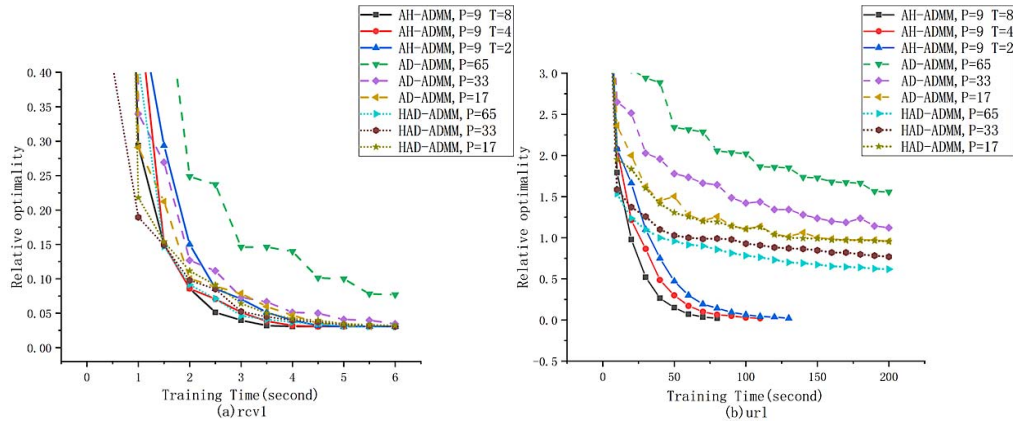 AH-ADMM,P=9 T=8
AH-ADMM,P=9 T=4
AH-ADMM,P=9 T=2
AD-ADMM,P=65
AD-ADMM,P=33
AD-ADMM,P=17
HAD-ADMM,P=65
HAD-ADMM,P=33
HAD-ADMM,P=17
0.40
0.35
0.30
0.25
0.20
0.15
0.10
0.05
0.00
Relative optimality
0 1 2 3 4 5 6
Training Time(second)
(a)rcv1
AH-ADMM,P=9 T=8
AH-ADMM,P=9 T=4
AH-ADMM,P=9 T=2
AD-ADMM,P=65
AD-ADMM,P=33
AD-ADMM,P=17
HAD-ADMM,P=65
HAD-ADMM,P=33
HAD-ADMM,P=17
3.0
2.5
2.0
1.5
1.0
0.5
0.0
-0.5
Relative optimality
0 50 100 150 200
Training Time(second)
(b)url